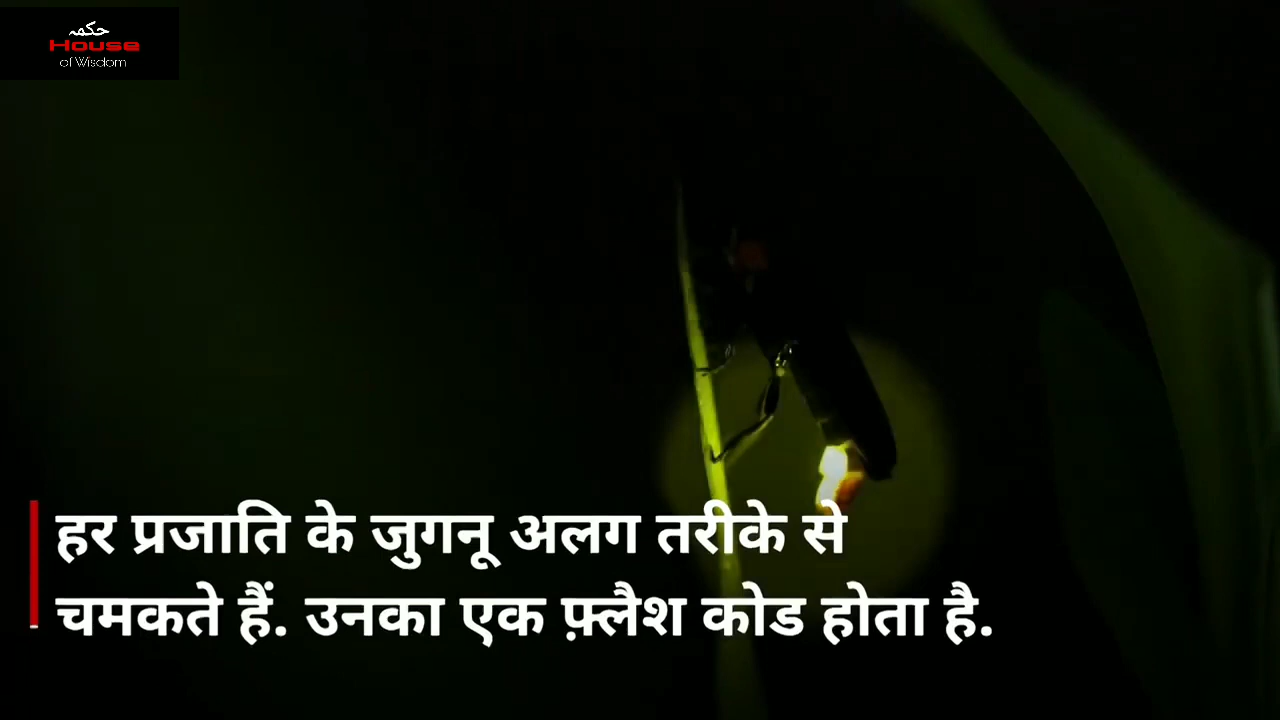 حکمہ
House
of Wisdom
हर प्रजाति के जुगनू अलग तरीके से
चमकते हैं. उनका एक फ़्लैश कोड होता है.